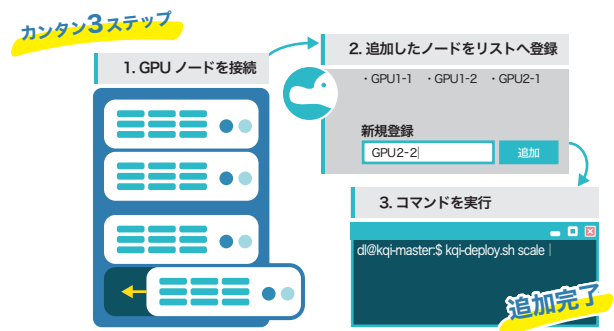 カンタン3ステップ
1. GPU ノードを接続
2. 追加したノードをリストへ登録
・GPU1-1 ・GPU1-2 ・GPU2-1
新規登録
GPU2-2
追加
3. コマンドを実行
dl@kqi-master:$ kqi-deploy.sh scale
追加完了